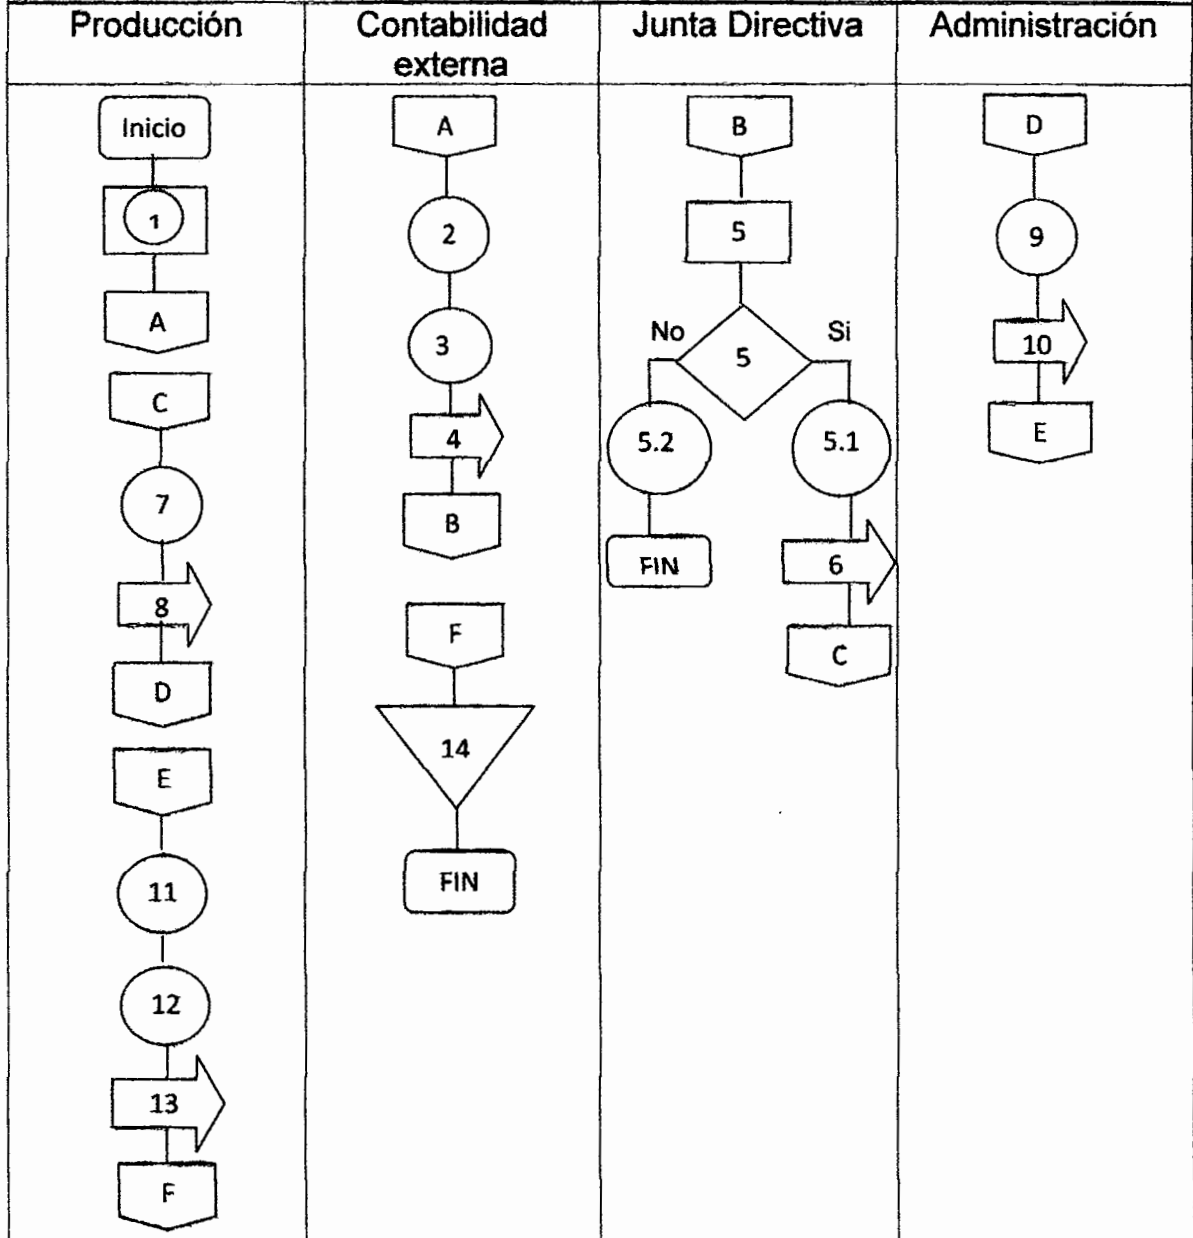 Producción
Contabilidad
externa
Junta Directiva
Administración
Inicio
1
A
C
7
8
D
E
11
12
13
F
A
2
3
4
B
F
14
FIN
B
5
No
5
Si
5.2
5.1
FIN
6
C
D
9
10
E